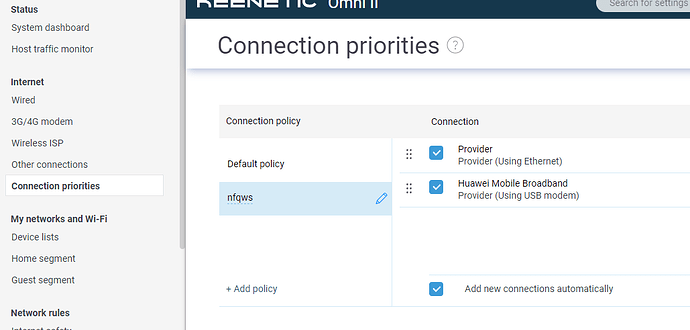 Status
System dashboard
Host traffic monitor
Internet
Wired
3G/4G modem
Wireless ISP
Other connections
Connection priorities
My networks and Wi-Fi
Device lists
Home segment
Guest segment
Network rules
Internet safety
KEENETIC Omni II
Search for settings
Connection priorities ?
Connection policy
Connection
Default policy
Provider
Provider (Using Ethernet)
nfqws
Huawei Mobile Broadband
Provider (Using USB modem)
+ Add policy
Add new connections automatically